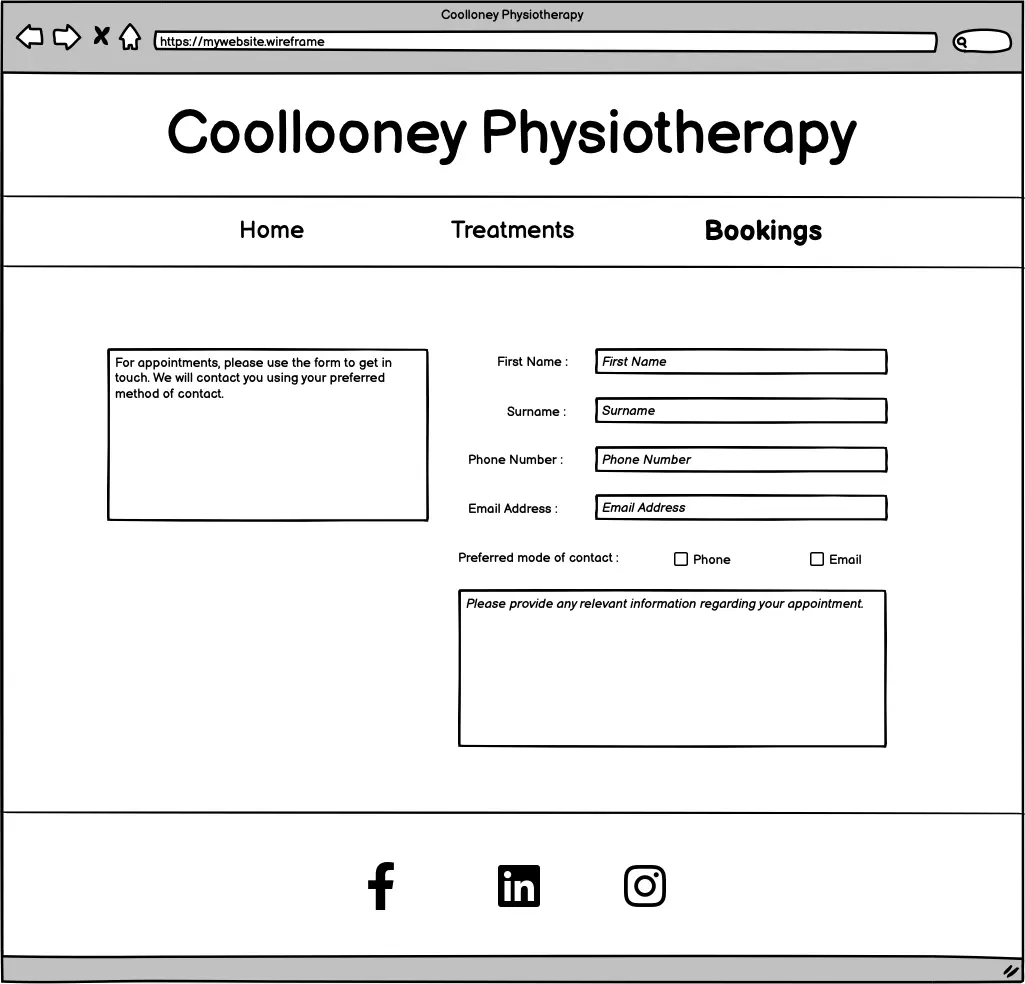 Coolloney Physiotherapy
https://mywebsite.wireframe
Coollooney Physiotherapy
Home Treatments Bookings
For appointments, please use the form to get in
touch. We will contact you using your preferred
method of contact.
First Name : First Name
Surname : Surname
Phone Number : Phone Number
Email Address : Email Address
Preferred mode of contact : Phone Email
Please provide any relevant information regarding your appointment.
f in